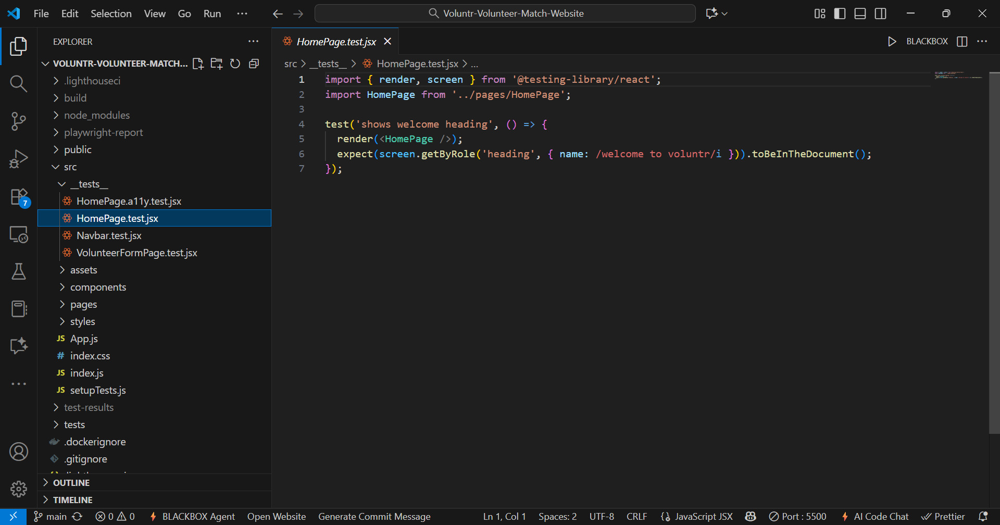 File Edit Selection View Go Run ···
Voluntr-Volunteer-Match-Website
EXPLORER
VOLUNTR-VOLUNTEER-MATCH...
.lighthouseci
build
node_modules
playwright-report
public
src
__tests__
HomePage.a11y.test.jsx
HomePage.test.jsx
Navbar.test.jsx
VolunteerFormPage.test.jsx
assets
components
pages
styles
JS App.js
# index.css
JS index.js
JS setupTests.js
test-results
tests
.dockerignore
.gitignore
OUTLINE
TIMELINE
7
HomePage.test.jsx
BLACKBOX
src > __tests__ > HomePage.test.jsx > ...
1 import { render, screen } from '@testing-library/react';
2 import HomePage from '../pages/HomePage';
3
4 test('shows welcome heading', () => {
5 render(<HomePage />);
6 expect(screen.getByRole('heading', { name: /welcome to voluntr/i })).toBeInTheDocument();
7 });
main 0 0 BLACKBOX Agent Open Website Generate Commit Message Ln 1, Col 1 Spaces: 2 UTF-8 CRLF {} JavaScript JSX Port : 5500 AI Code Chat Prettier